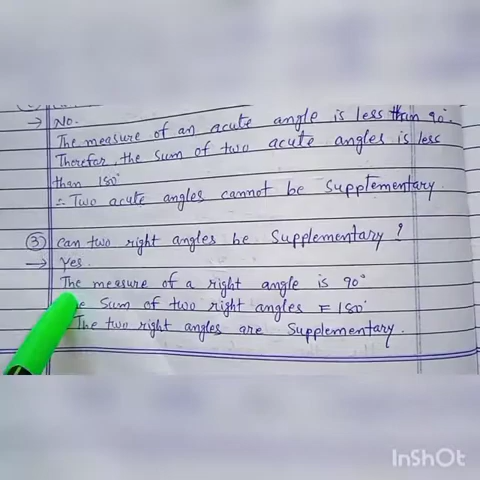 → No.
The measure of an acute angle is less than 90°.
Therefor, the sum of two acute angles is less
than 180°
∴ Two acute angles cannot be supplementary.
③ Can two right angles be supplementary?
→ Yes.
The measure of a right angle is 90°
Sum of two right angles = 180°
The two right angles are supplementary.
InShOt